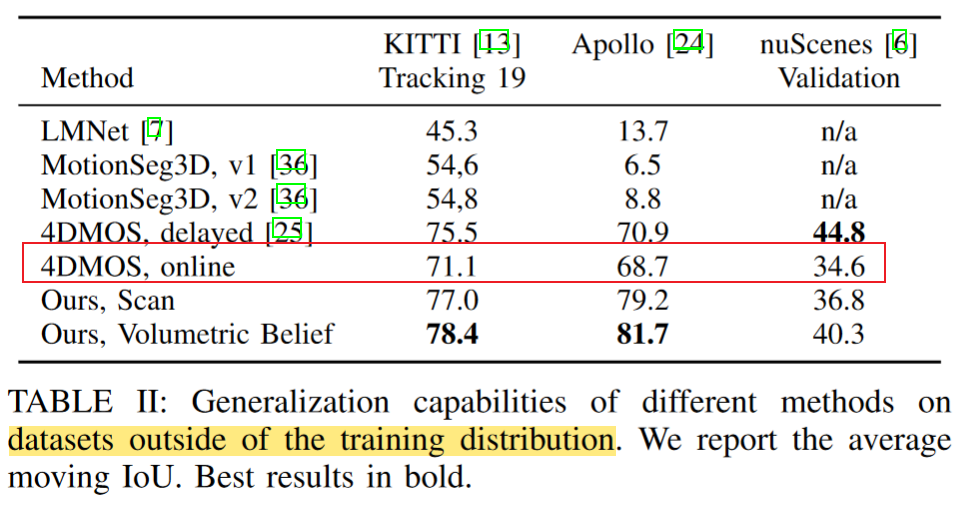 KITTI [13] Apollo [24] nuScenes [6]
Method Tracking 19 Validation
LMNet [7] 45.3 13.7 n/a
MotionSeg3D, v1 [36] 54,6 6.5 n/a
MotionSeg3D, v2 [36] 54,8 8.8 n/a
4DMOS, delayed [25] 75.5 70.9 44.8
4DMOS, online 71.1 68.7 34.6
Ours, Scan 77.0 79.2 36.8
Ours, Volumetric Belief 78.4 81.7 40.3
TABLE II: Generalization capabilities of different methods on
datasets outside of the training distribution. We report the average
moving IoU. Best results in bold.